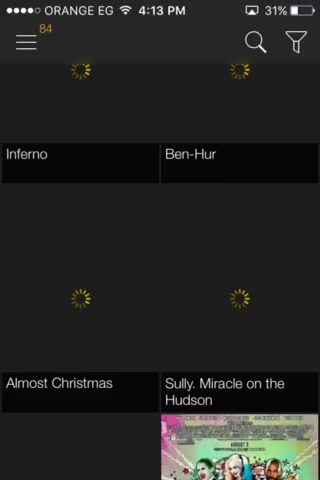 ORANGE EG 4:13 PM 31%
84
Inferno
Ben-Hur
Almost Christmas
Sully. Miracle on the
Hudson
AUGUST 5